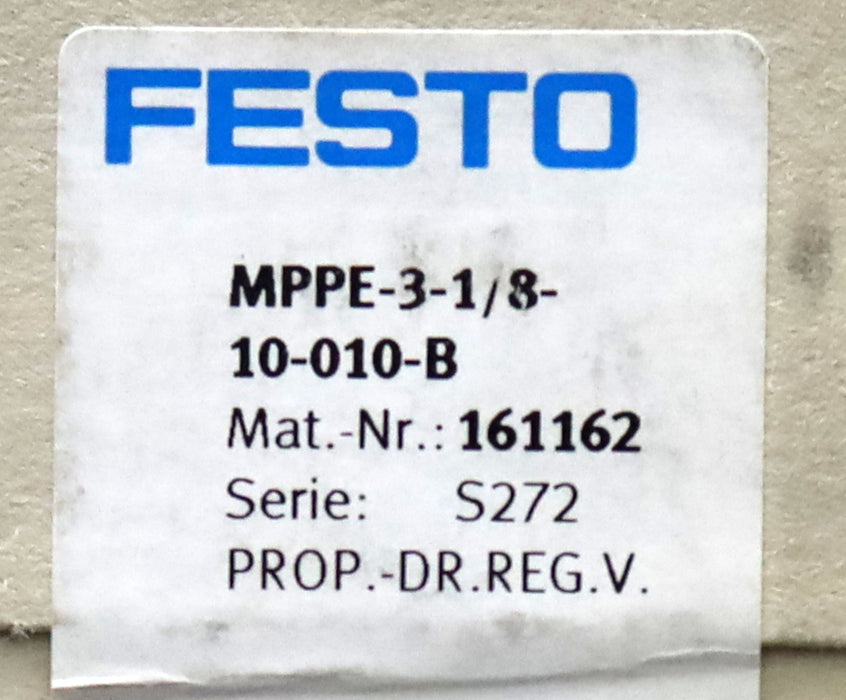 FESTO
MPPE-3-1/8-
10-010-B
Mat.-Nr.: 161162
Serie: S272
PROP.-DR.REG.V.